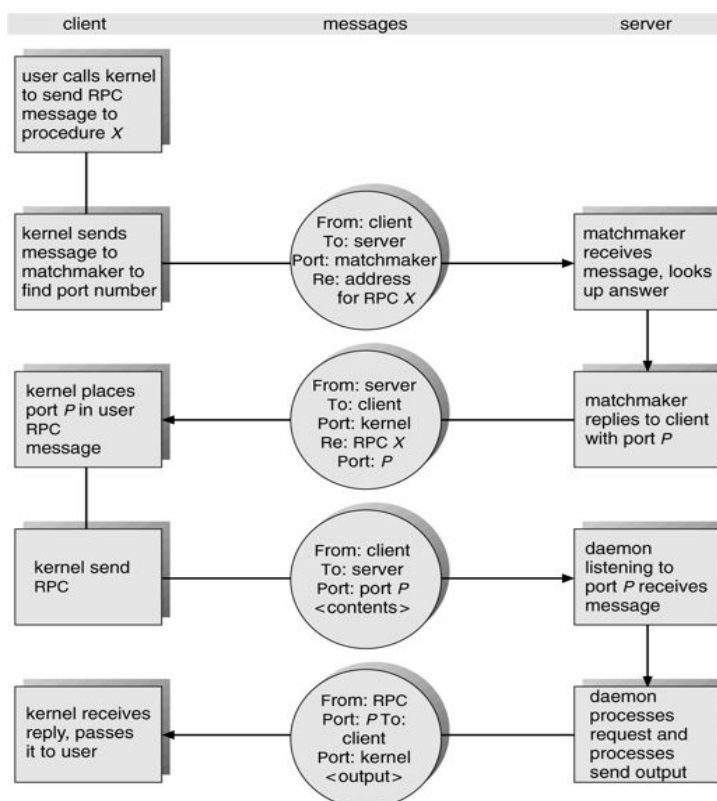 client
messages
server
user calls kernel
to send RPC
message to
procedure X
kernel sends
message to
matchmaker to
find port number
From: client
To: server
Port: matchmaker
Re: address
for RPC X
matchmaker
receives
message, looks
up answer
kernel places
port P in user
RPC
message
From: server
To: client
Port: kernel
Re: RPC X
Port: P
matchmaker
replies to client
with port P
kernel send
RPC
From: client
To: server
Port: port P
<contents>
daemon
listening to
port P receives
message
kernel receives
reply, passes
it to user
From: RPC
Port: P To:
client
Port: kernel
<output>
daemon
processes
request and
processes
send output